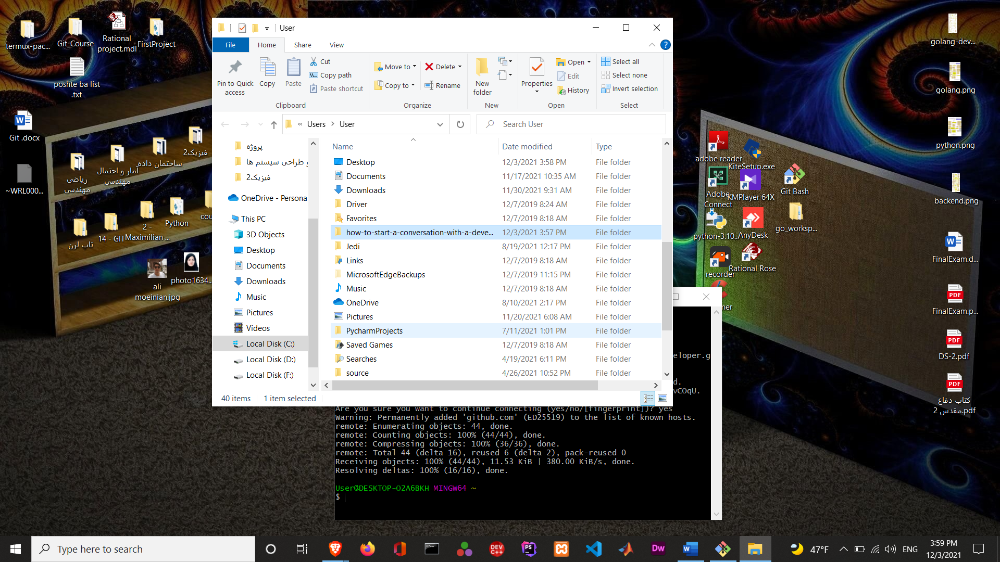 termux-pac...
Git_Course
Rational
project.mdl
FirstProject
poshte ba list
.txt
Git .docx
~WRL000...
ریاضی
مهندسی
آمار و احتمال
مهندسی
ساختمان داده
فیزیک2
تاپ لرن
14 - GIT
2 -
Maximilian ...
Python
cou
ali
moeinian.jpg
photo1634...
User
File
Home
Share
View
Pin to Quick
access
Copy
Paste
Cut
Copy path
Paste shortcut
Clipboard
Move to
Copy to
Delete
Rename
Organize
New
folder
New
Properties
Open
Edit
History
Open
Select all
Select none
Invert selection
Select
« Users > User
Search User
پروژه
و طراحی سیستم ها
فیزیک2
OneDrive - Persona
This PC
3D Objects
Desktop
Documents
Downloads
Music
Pictures
Videos
Local Disk (C:)
Local Disk (D:)
Local Disk (F:)
Name Date modified Type
Desktop 12/3/2021 3:58 PM File folder
Documents 11/17/2021 10:35 AM File folder
Downloads 11/30/2021 9:31 AM File folder
Driver 12/7/2019 8:24 AM File folder
Favorites 12/7/2019 8:18 AM File folder
how-to-start-a-conversation-with-a-deve... 12/3/2021 3:57 PM File folder
Jedi 8/19/2021 12:17 PM File folder
Links 12/7/2019 8:18 AM File folder
MicrosoftEdgeBackups 12/7/2019 11:15 PM File folder
Music 12/7/2019 8:18 AM File folder
OneDrive 8/10/2021 2:17 PM File folder
Pictures 11/20/2021 6:08 AM File folder
PycharmProjects 7/11/2021 1:01 PM File folder
Saved Games 12/7/2019 8:18 AM File folder
Searches 4/19/2021 6:11 PM File folder
source 4/26/2021 10:52 PM File folder
40 items 1 item selected
eloper.g
d.
vCOqU.
Are you sure you want to continue connecting (yes/no/[fingerprint])? yes
Warning: Permanently added 'github.com' (ED25519) to the list of known hosts.
remote: Enumerating objects: 44, done.
remote: Counting objects: 100% (44/44), done.
remote: Compressing objects: 100% (36/36), done.
remote: Total 44 (delta 16), reused 6 (delta 2), pack-reused 0
Receiving objects: 100% (44/44), 11.53 KiB | 380.00 KiB/s, done.
Resolving deltas: 100% (16/16), done.
User@DESKTOP-O2A6BKH MINGW64 ~
$
adobe reader
KiteSetup.exe
Adobe
Connect
KMPlayer 64X
Git Bash
python-3.10...
AnyDesk
go_worksp...
recorder
Rational Rose
ner
golang-dev...
golang.png
python.png
backend.png
FinalExam.d...
PDF
FinalExam.p...
PDF
DS-2.pdf
PDF
کتاب دفاع
مقدس 2.pdf
Type here to search
DEV
C++
PS
Dw
47°F
ENG
3:59 PM
12/3/2021